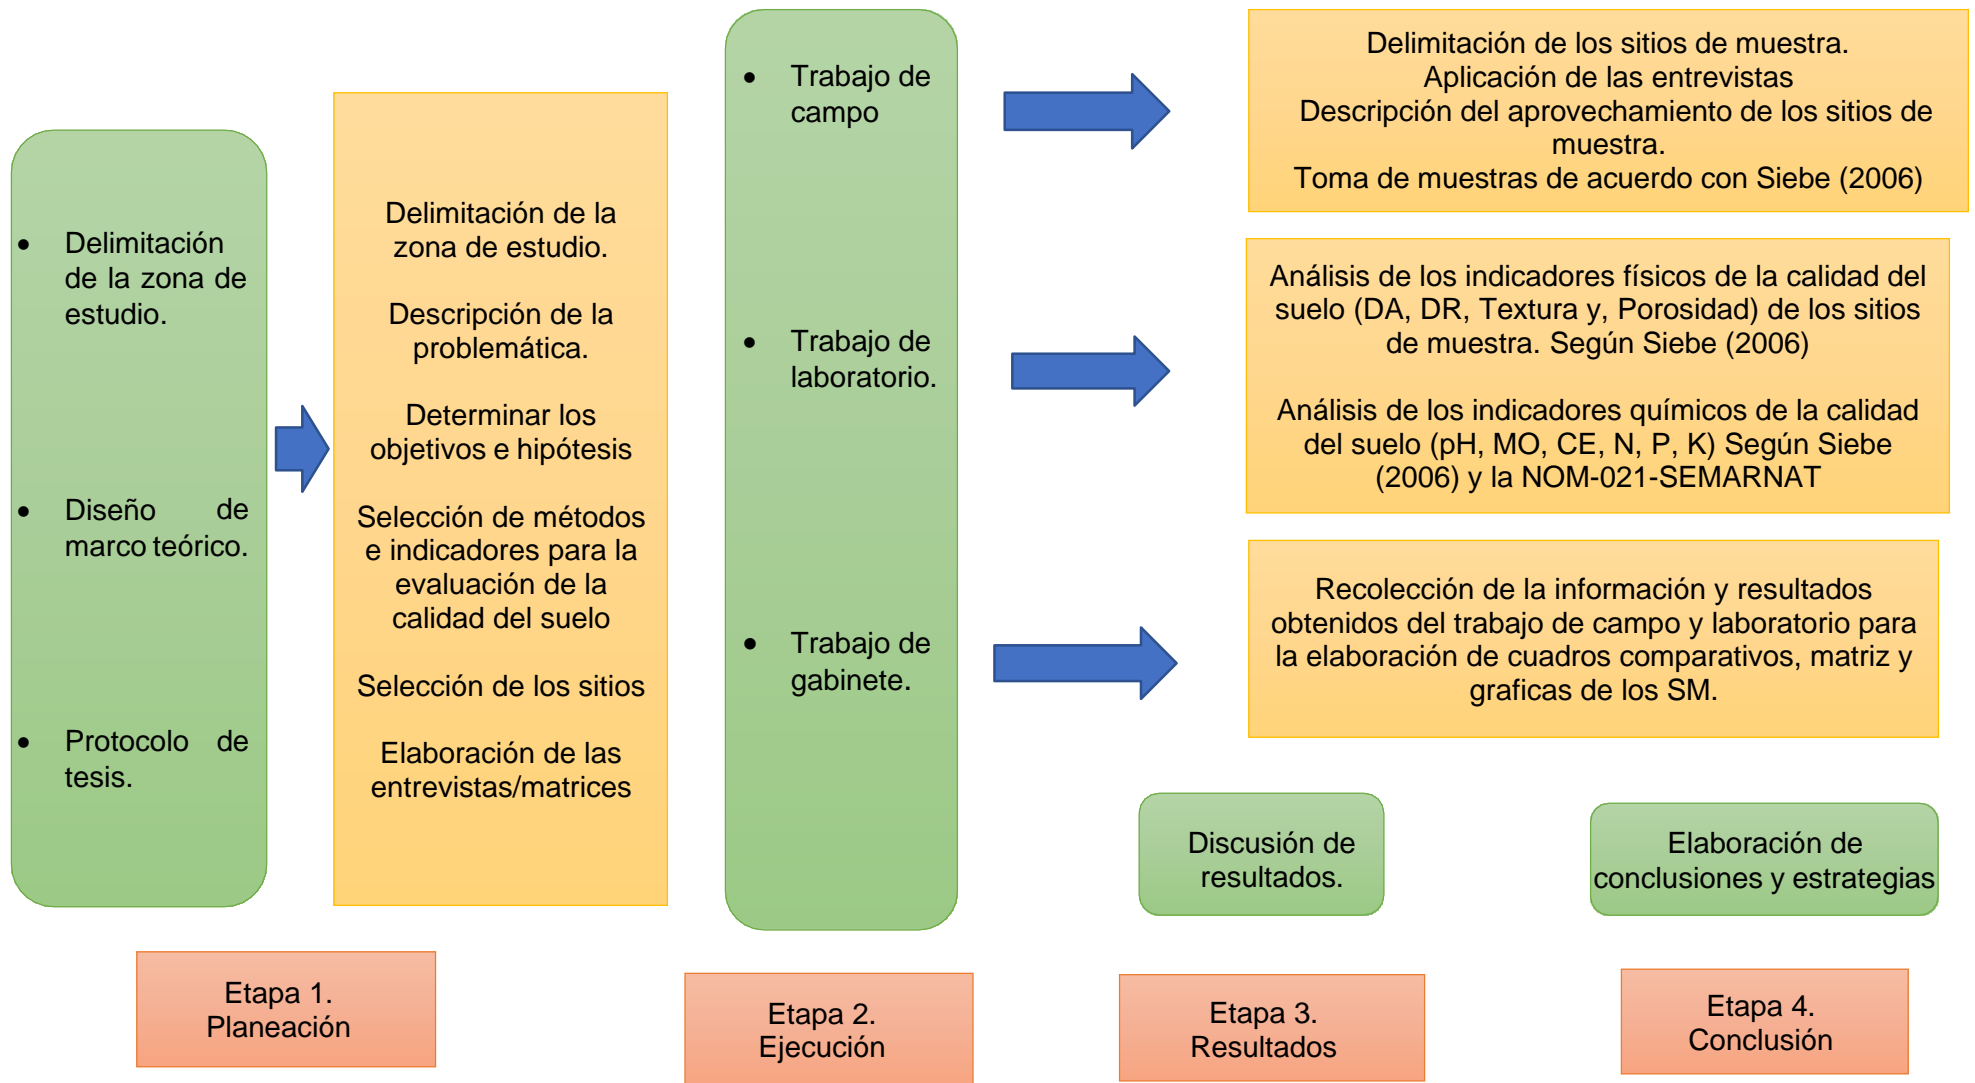 Delimitación
de la zona de
estudio.
Diseño de
marco teórico.
Protocolo de
tesis.
Delimitación de la
zona de estudio.
Descripción de la
problemática.
Determinar los
objetivos e hipótesis
Selección de métodos
e indicadores para la
evaluación de la
calidad del suelo
Selección de los sitios
Elaboración de las
entrevistas/matrices
Trabajo de
campo
Trabajo de
laboratorio.
Trabajo de
gabinete.
Delimitación de los sitios de muestra.
Aplicación de las entrevistas
Descripción del aprovechamiento de los sitios de
muestra.
Toma de muestras de acuerdo con Siebe (2006)
Análisis de los indicadores físicos de la calidad del
suelo (DA, DR, Textura y, Porosidad) de los sitios
de muestra. Según Siebe (2006)
Análisis de los indicadores químicos de la calidad
del suelo (pH, MO, CE, N, P, K) Según Siebe
(2006) y la NOM-021-SEMARNAT
Recolección de la información y resultados
obtenidos del trabajo de campo y laboratorio para
la elaboración de cuadros comparativos, matriz y
graficas de los SM.
Discusión de
resultados.
Elaboración de
conclusiones y estrategias
Etapa 1.
Planeación
Etapa 2.
Ejecución
Etapa 3.
Resultados
Etapa 4.
Conclusión